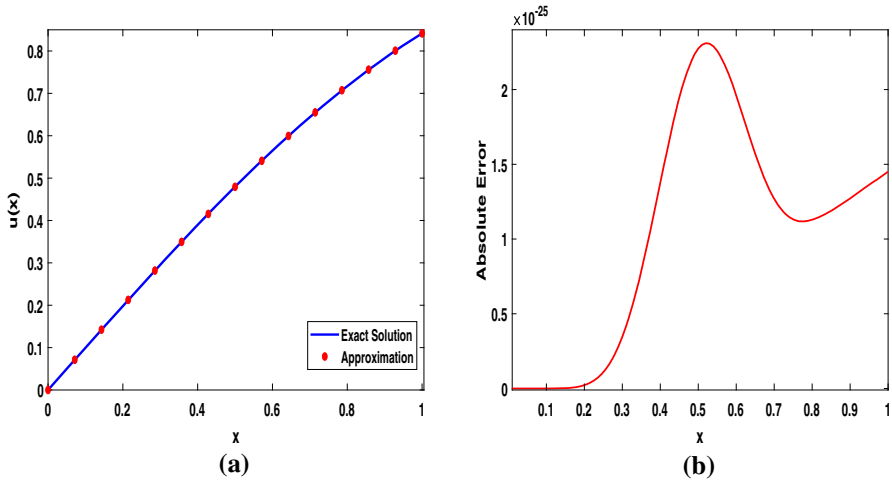 0.8
0.7
0.6
0.5
0.4
0.3
0.2
0.1
0
u(x)
0 0.2 0.4 0.6 0.8 1
x
Exact Solution
Approximation
(a)
×10-25
2
1.5
1
0.5
0
Absolute Error
0.1 0.2 0.3 0.4 0.5 0.6 0.7 0.8 0.9 1
x
(b)